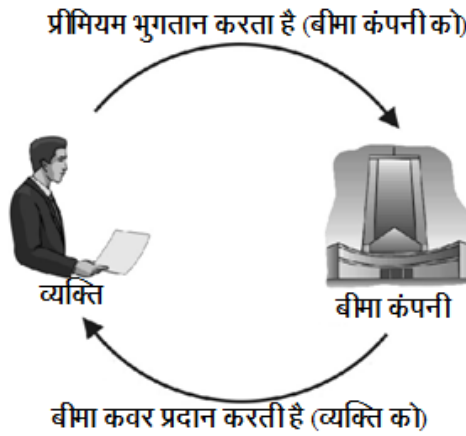 प्रीमियम भुगतान करता है (बीमा कंपनी को)
व्यक्ति
बीमा कंपनी
बीमा कवर प्रदान करती है (व्यक्ति को)